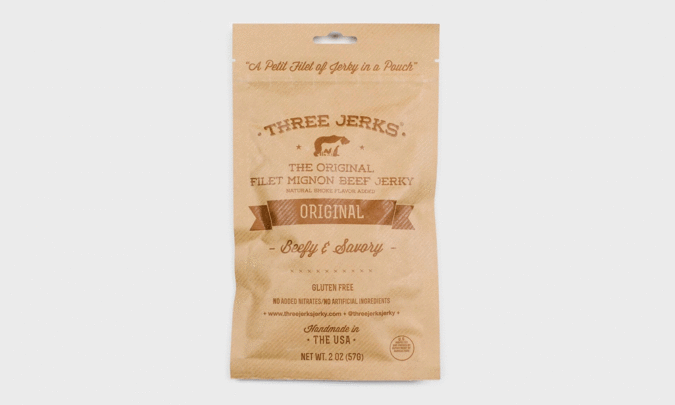 "A Petit Filet of Jerky in a Pouch"
THREE JERKS®
THE ORIGINAL
FILET MIGNON BEEF JERKY
NATURAL SMOKE FLAVOR ADDED
ORIGINAL
- Beefy & Savory -
GLUTEN FREE
NO ADDED NITRATES/NO ARTIFICIAL INGREDIENTS
• www.threejerksjerky.com • @threejerksjerky •
Handmade in
• THE USA •
NET WT. 2 OZ (57G)